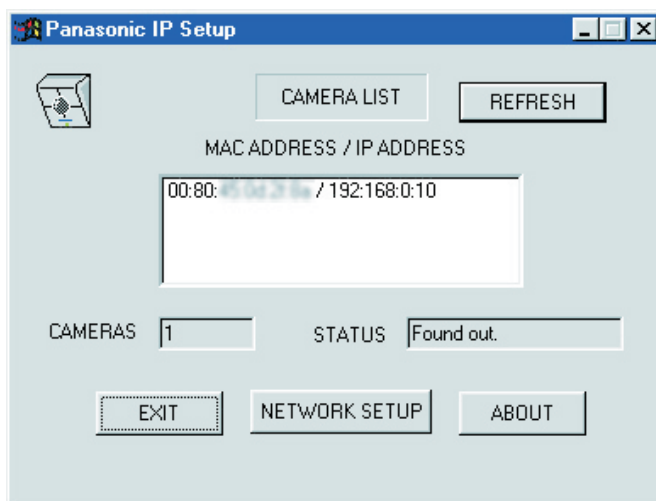 Panasonic IP Setup
CAMERA LIST
REFRESH
MAC ADDRESS / IP ADDRESS
00:80: / 192:168:0:10
CAMERAS
1
STATUS
Found out.
EXIT
NETWORK SETUP
ABOUT